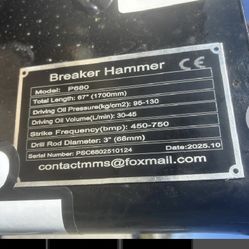 Breaker Hammer CE
Model: P680
Total Length: 67" (1700mm)
Driving Oil Pressure(kg/cm2): 95-130
Driving Oil Volume(L/min): 30-45
Strike Frequency(bmp): 450-750
Drill Rod Diameter: 3" (68mm)
Serial Number: PSC6802510124 2025.10
contactmms@foxmail.com